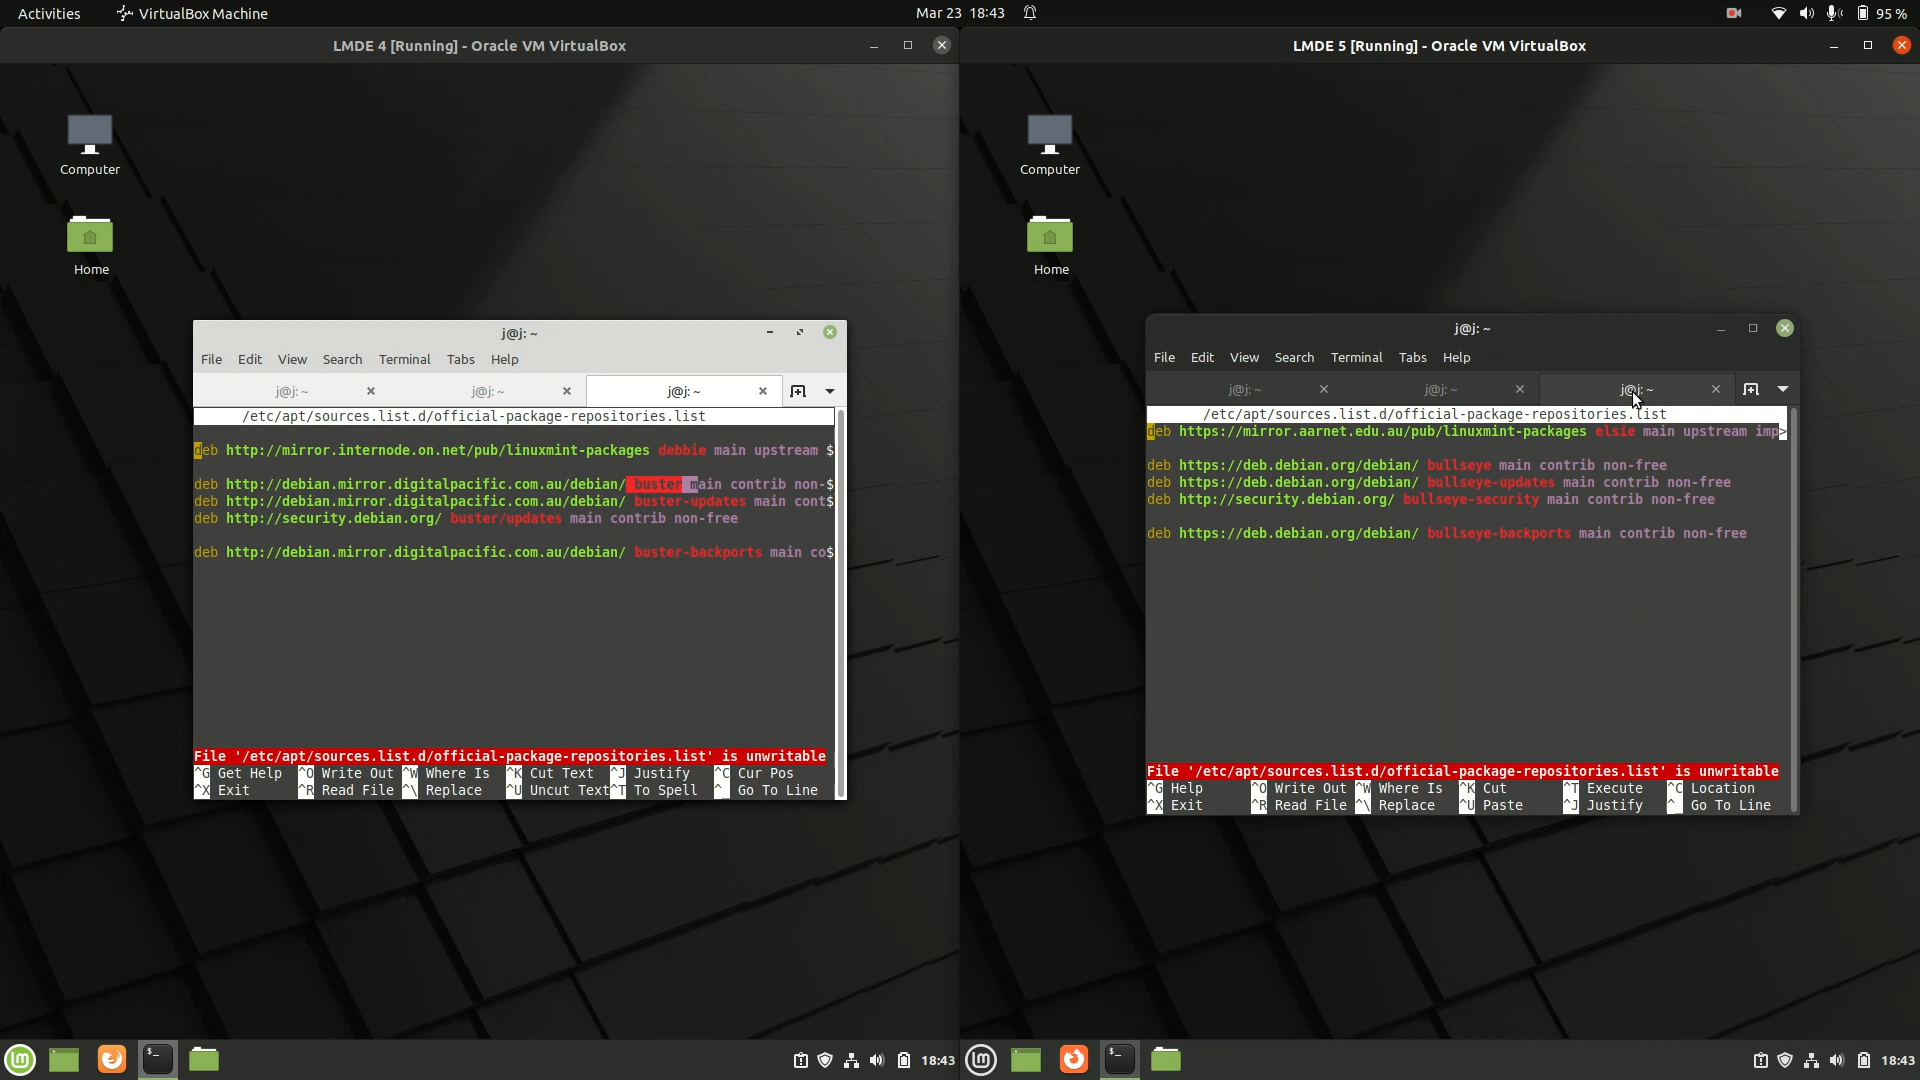 Activities VirtualBox Machine Mar 23 18:43 95 %
LMDE 4 [Running] - Oracle VM VirtualBox
Computer
Home
j@j: ~
File Edit View Search Terminal Tabs Help
j@j: ~ j@j: ~ j@j: ~
/etc/apt/sources.list.d/official-package-repositories.list
deb http://mirror.internode.on.net/pub/linuxmint-packages debbie main upstream $
deb http://debian.mirror.digitalpacific.com.au/debian/ buster main contrib non-$
deb http://debian.mirror.digitalpacific.com.au/debian/ buster-updates main cont$
deb http://security.debian.org/ buster/updates main contrib non-free
deb http://debian.mirror.digitalpacific.com.au/debian/ buster-backports main co$
File '/etc/apt/sources.list.d/official-package-repositories.list' is unwritable
^G Get Help ^O Write Out ^W Where Is ^K Cut Text ^J Justify ^C Cur Pos
^X Exit ^R Read File ^\ Replace ^U Uncut Text ^T To Spell ^_ Go To Line
18:43
LMDE 5 [Running] - Oracle VM VirtualBox
Computer
Home
j@j: ~
File Edit View Search Terminal Tabs Help
j@j: ~ j@j: ~ j@j: ~
/etc/apt/sources.list.d/official-package-repositories.list
deb https://mirror.aarnet.edu.au/pub/linuxmint-packages elsie main upstream imp>
deb https://deb.debian.org/debian/ bullseye main contrib non-free
deb https://deb.debian.org/debian/ bullseye-updates main contrib non-free
deb http://security.debian.org/ bullseye-security main contrib non-free
deb https://deb.debian.org/debian/ bullseye-backports main contrib non-free
File '/etc/apt/sources.list.d/official-package-repositories.list' is unwritable
^G Help ^O Write Out ^W Where Is ^K Cut ^T Execute ^C Location
^X Exit ^R Read File ^\ Replace ^U Paste ^J Justify ^_ Go To Line
18:43